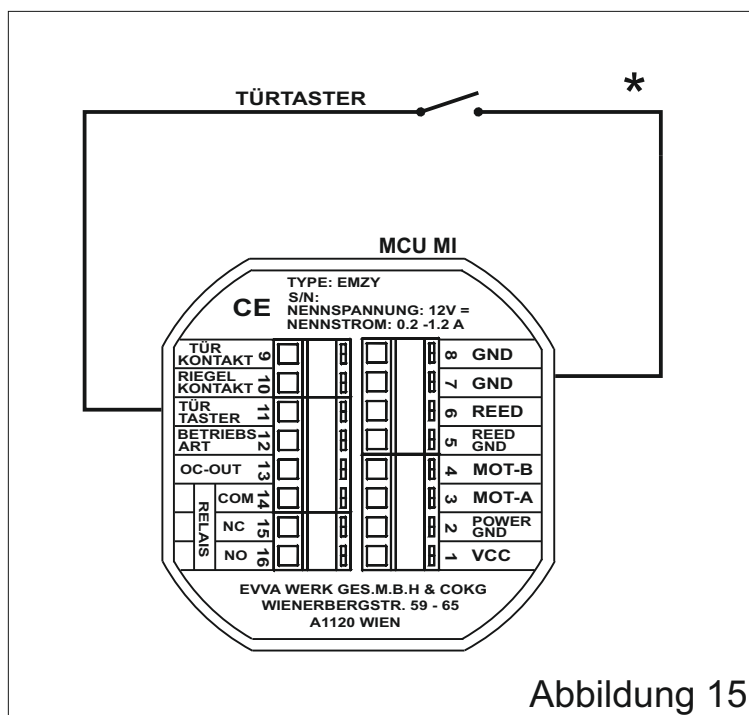 TÜRTASTER
*
MCU MI
TYPE: EMZY
S/N:
CE
NENNSPANNUNG: 12V =
NENNSTROM: 0.2 -1.2 A
TÜR
KONTAKT 9
RIEGEL
KONTAKT 10
TÜR
TASTER 11
BETRIEBS
ART 12
OC-OUT 13
RELAIS
COM 14
NC 15
NO 16
8 GND
7 GND
6 REED
5 REED
GND
4 MOT-B
3 MOT-A
2 POWER
GND
1 VCC
EVVA WERK GES.M.B.H & COKG
WIENERBERGSTR. 59 - 65
A1120 WIEN
Abbildung 15